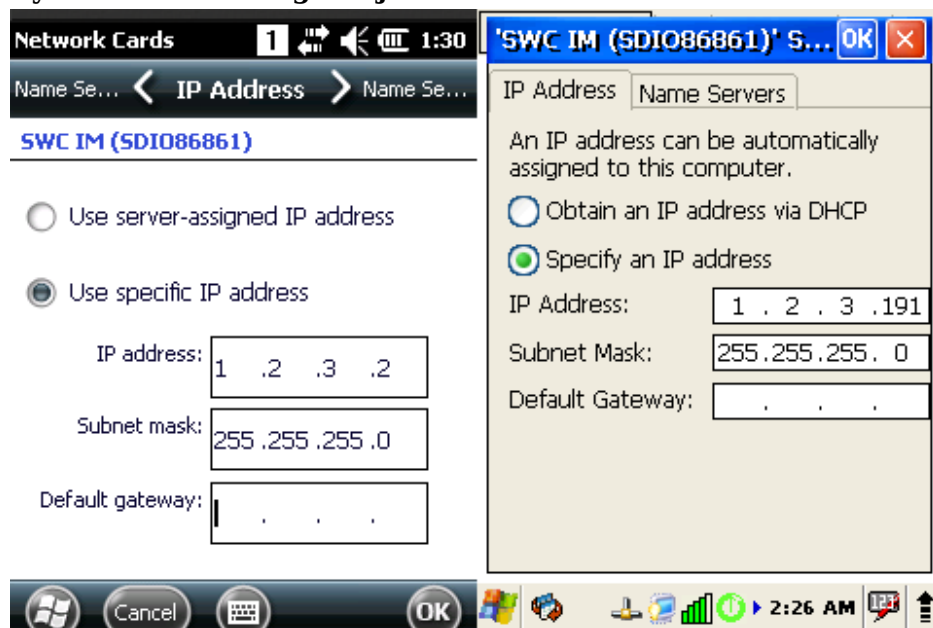 Network Cards 1 1:30
Name Se... IP Address Name Se...
SWC IM (SDIO86861)
Use server-assigned IP address
Use specific IP address
IP address: 1 .2 .3 .2
Subnet mask: 255 .255 .255 .0
Default gateway: . . .
Cancel OK
'SWC IM (SDIO86861)' S... OK
IP Address Name Servers
An IP address can be automatically
assigned to this computer.
Obtain an IP address via DHCP
Specify an IP address
IP Address: 1 . 2 . 3 .191
Subnet Mask: 255.255.255. 0
Default Gateway: . . .
2:26 AM